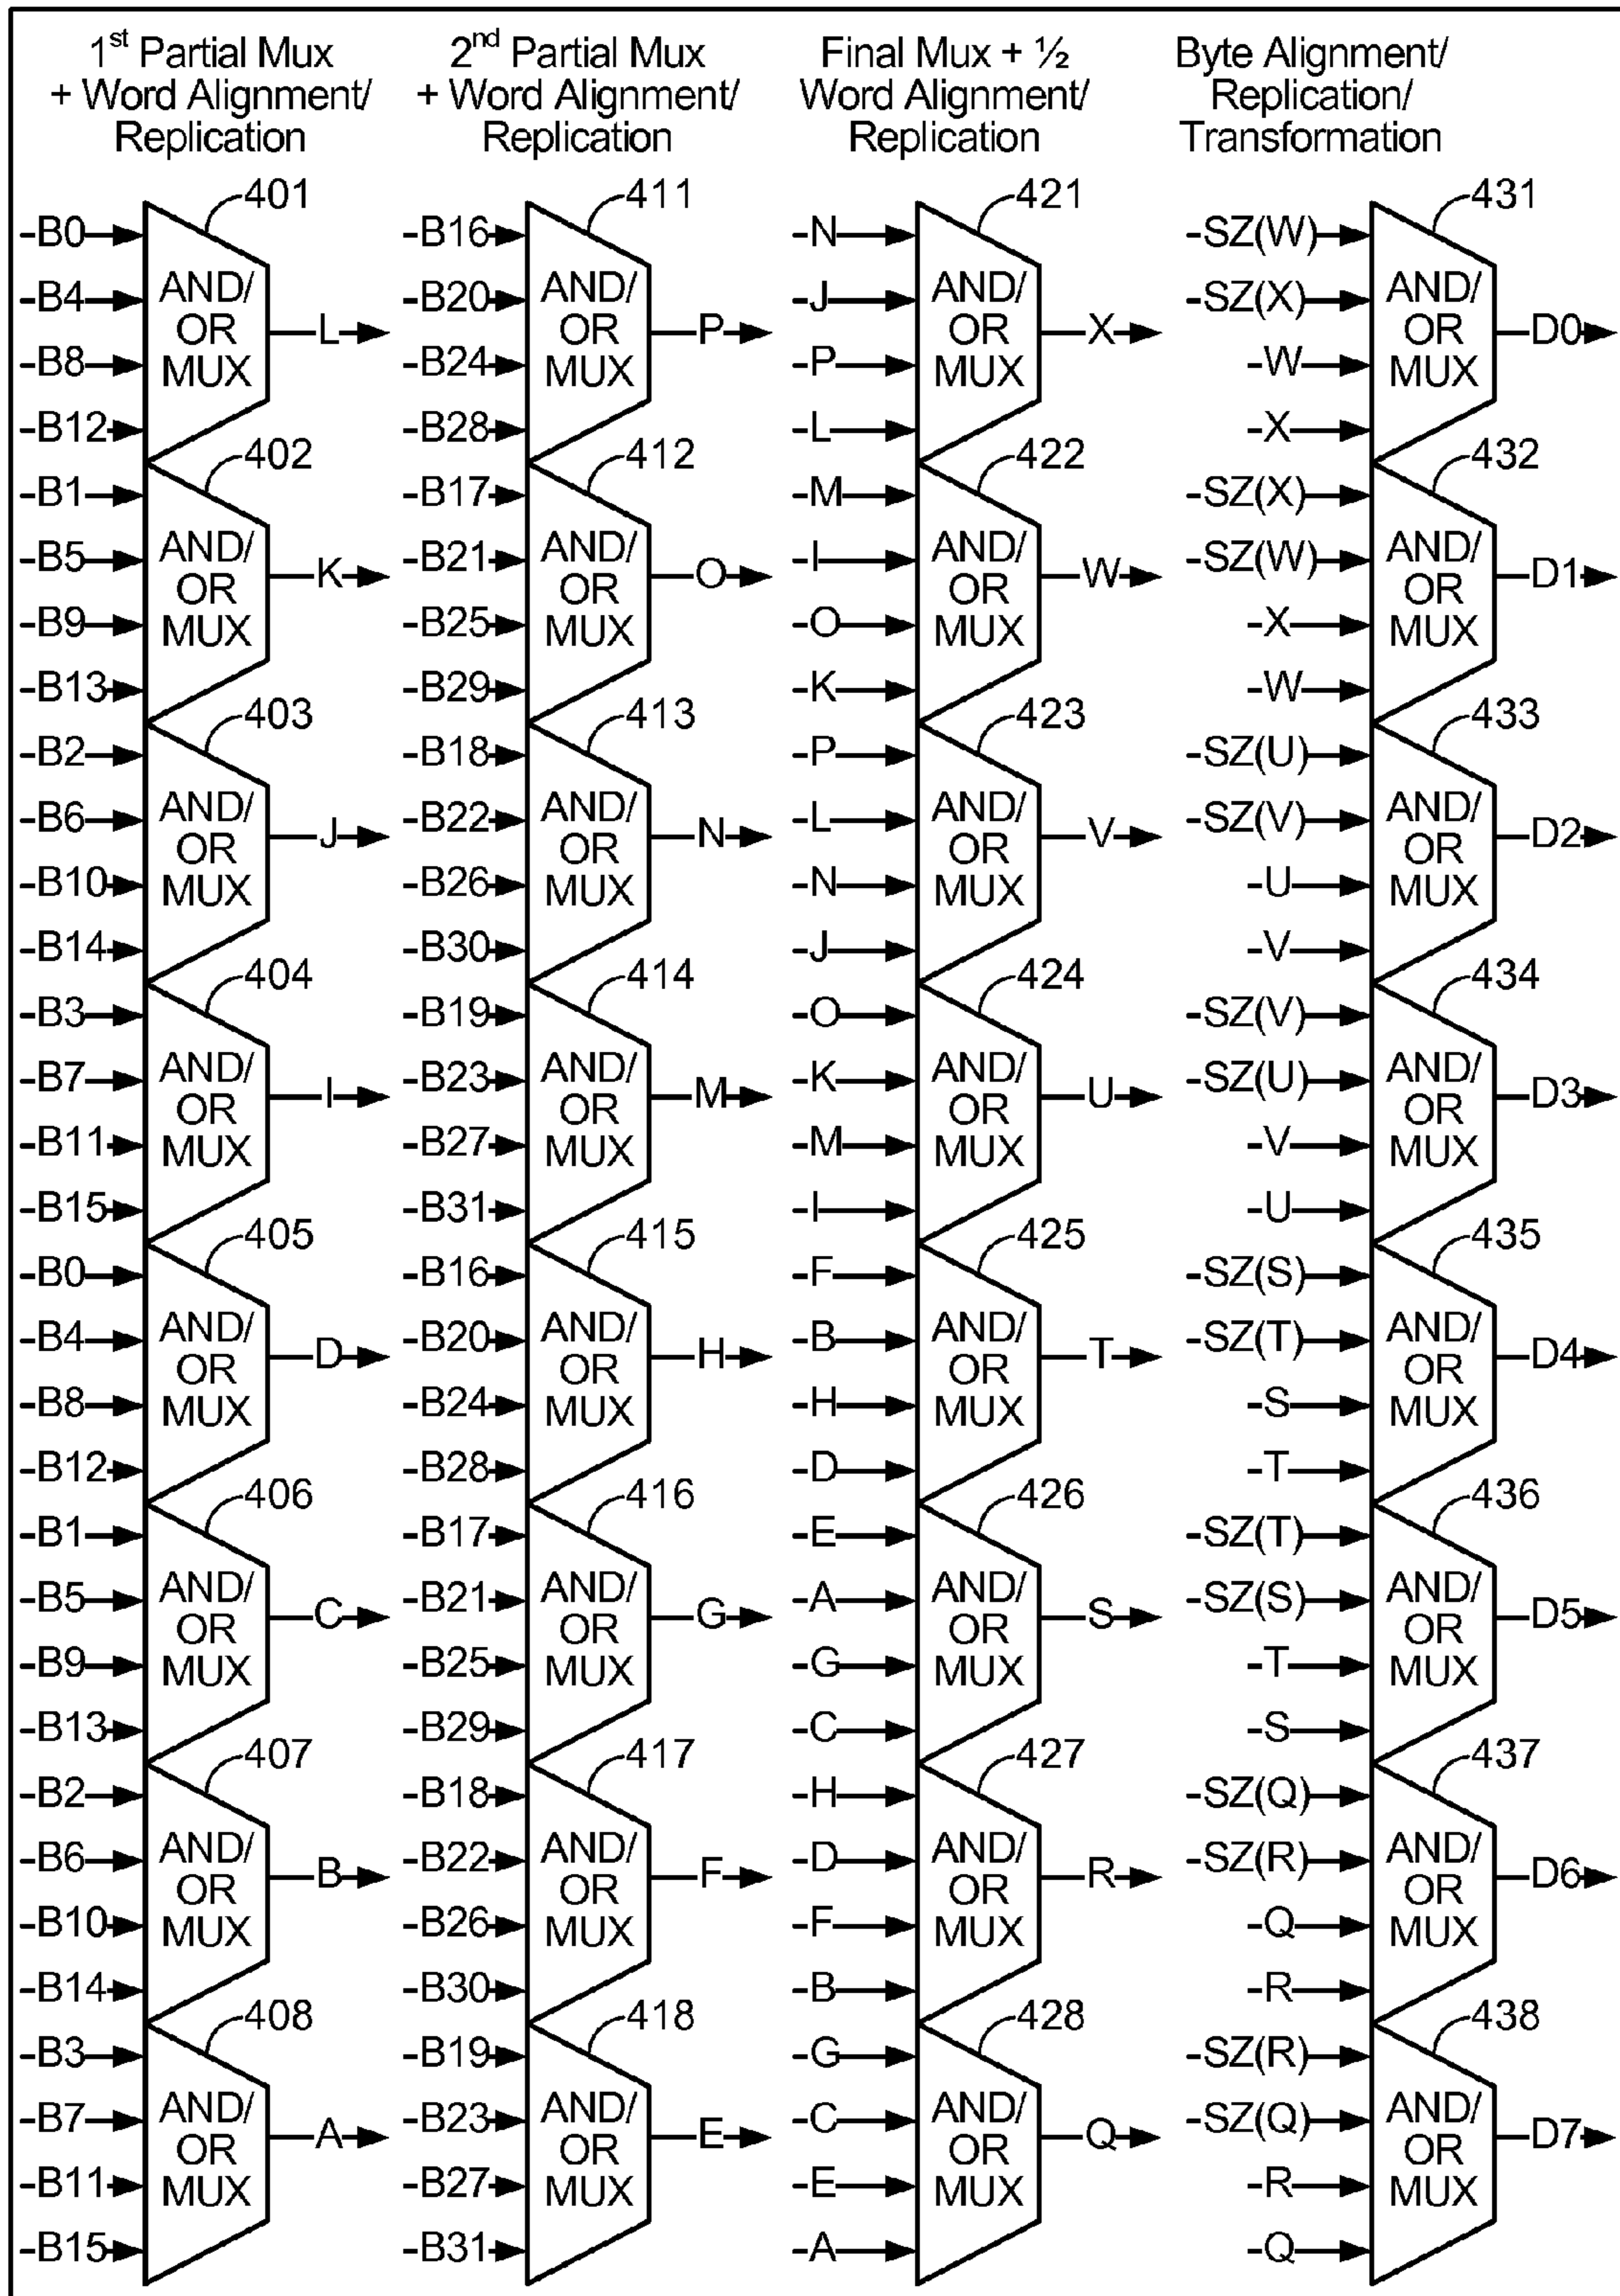 1st Partial Mux
+ Word Alignment/
Replication
2nd Partial Mux
+ Word Alignment/
Replication
Final Mux + ½
Word Alignment/
Replication
Byte Alignment/
Replication/
Transformation
401
-B0
-B4
-B8
-B12
AND/
OR
MUX
L
402
-B1
-B5
-B9
-B13
AND/
OR
MUX
K
403
-B2
-B6
-B10
-B14
AND/
OR
MUX
J
404
-B3
-B7
-B11
-B15
AND/
OR
MUX
I
405
-B0
-B4
-B8
-B12
AND/
OR
MUX
D
406
-B1
-B5
-B9
-B13
AND/
OR
MUX
C
407
-B2
-B6
-B10
-B14
AND/
OR
MUX
B
408
-B3
-B7
-B11
-B15
AND/
OR
MUX
A
411
-B16
-B20
-B24
-B28
AND/
OR
MUX
P
412
-B17
-B21
-B25
-B29
AND/
OR
MUX
O
413
-B18
-B22
-B26
-B30
AND/
OR
MUX
N
414
-B19
-B23
-B27
-B31
AND/
OR
MUX
M
415
-B16
-B20
-B24
-B28
AND/
OR
MUX
H
416
-B17
-B21
-B25
-B29
AND/
OR
MUX
G
417
-B18
-B22
-B26
-B30
AND/
OR
MUX
F
418
-B19
-B23
-B27
-B31
AND/
OR
MUX
E
421
-N
-J
-P
-L
AND/
OR
MUX
X
422
-M
-I
-O
-K
AND/
OR
MUX
W
423
-P
-L
-N
-J
AND/
OR
MUX
V
424
-O
-K
-M
-I
AND/
OR
MUX
U
425
-F
-B
-H
-D
AND/
OR
MUX
T
426
-E
-A
-G
-C
AND/
OR
MUX
S
427
-H
-D
-F
-B
AND/
OR
MUX
R
428
-G
-C
-E
-A
AND/
OR
MUX
Q
431
-SZ(W)
-SZ(X)
-W
-X
AND/
OR
MUX
D0
432
-SZ(X)
-SZ(W)
-X
-W
AND/
OR
MUX
D1
433
-SZ(U)
-SZ(V)
-U
-V
AND/
OR
MUX
D2
434
-SZ(V)
-SZ(U)
-V
-U
AND/
OR
MUX
D3
435
-SZ(S)
-SZ(T)
-S
-T
AND/
OR
MUX
D4
436
-SZ(T)
-SZ(S)
-T
-S
AND/
OR
MUX
D5
437
-SZ(Q)
-SZ(R)
-Q
-R
AND/
OR
MUX
D6
438
-SZ(R)
-SZ(Q)
-R
-Q
AND/
OR
MUX
D7